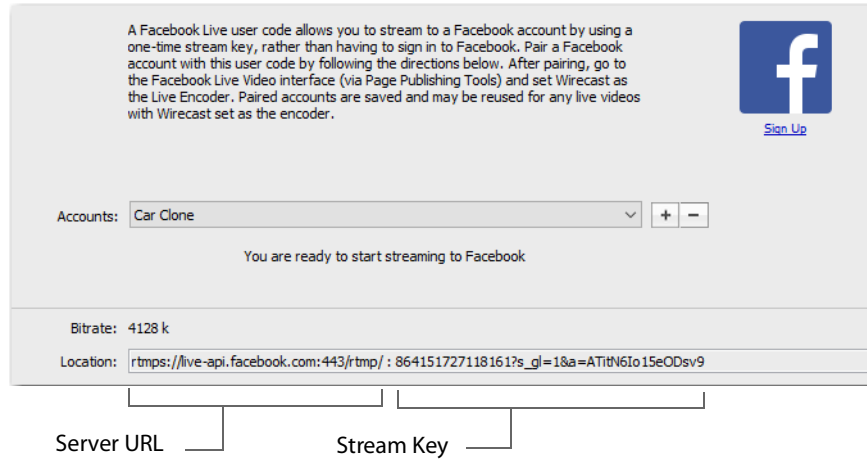 A Facebook Live user code allows you to stream to a Facebook account by using a
one-time stream key, rather than having to sign in to Facebook. Pair a Facebook
account with this user code by following the directions below. After pairing, go to
the Facebook Live Video interface (via Page Publishing Tools) and set Wirecast as
the Live Encoder. Paired accounts are saved and may be reused for any live videos
with Wirecast set as the encoder.
f
Sign Up
Accounts: Car Clone + −
You are ready to start streaming to Facebook
Bitrate: 4128 k
Location: rtmps://live-api.facebook.com:443/rtmp/ : 864151727118161?s_gl=1&a=ATitN6Io15eODsv9
Server URL Stream Key